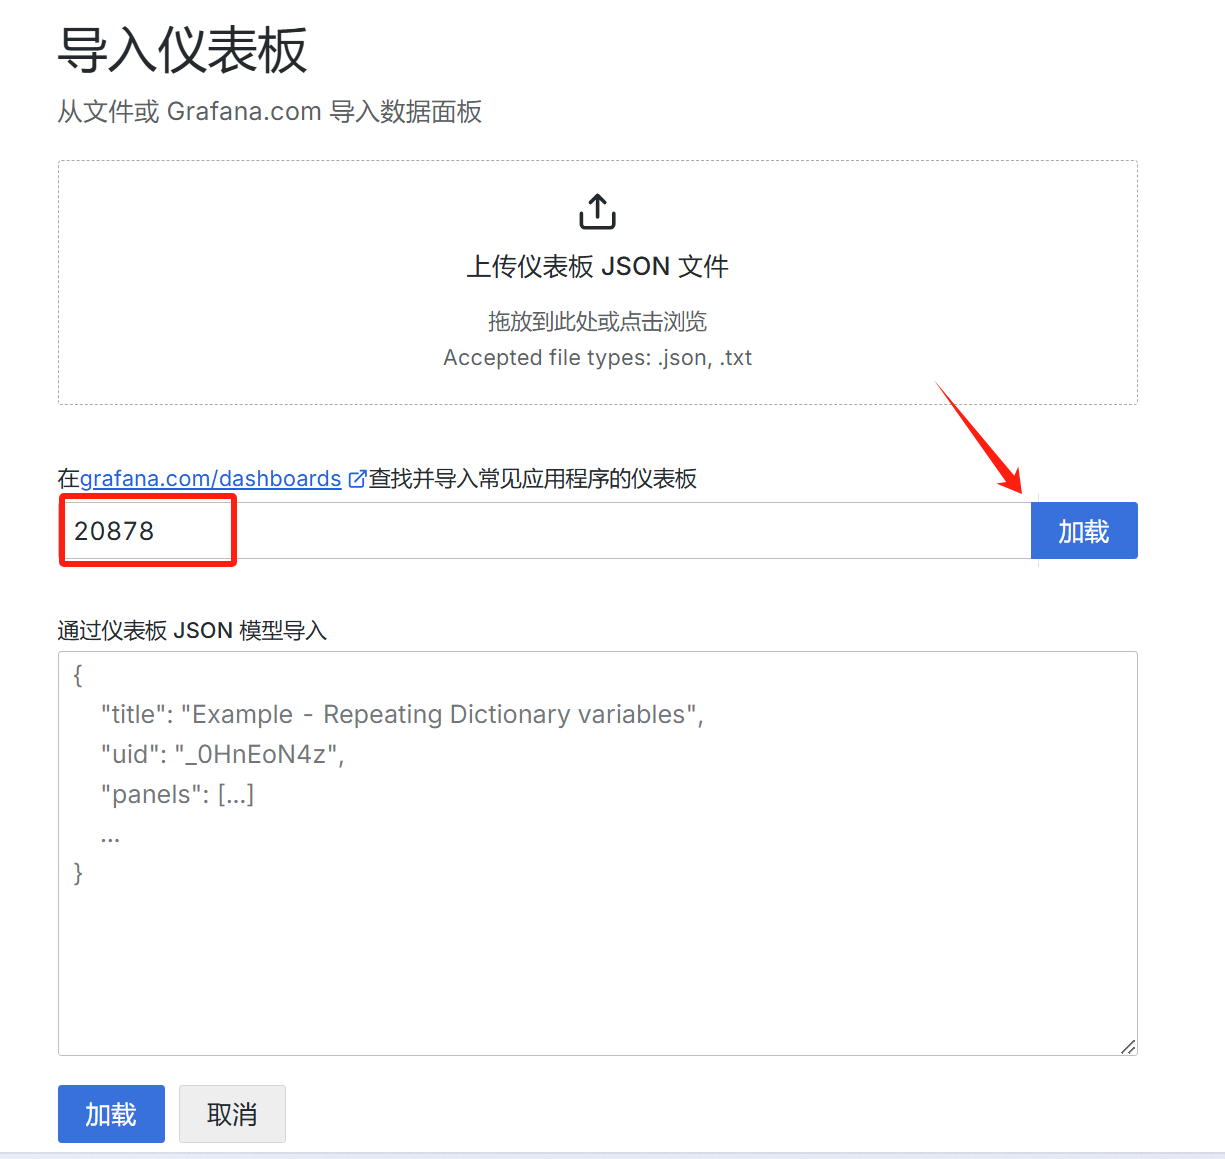 导入仪表板
从文件或 Grafana.com 导入数据面板
上传仪表板 JSON 文件
拖放到此处或点击浏览
Accepted file types: .json, .txt
在grafana.com/dashboards查找并导入常见应用程序的仪表板
20878
加载
通过仪表板 JSON 模型导入
{
"title": "Example - Repeating Dictionary variables",
"uid": "_0HnEoN4z",
"panels": [...]
...
}
加载
取消